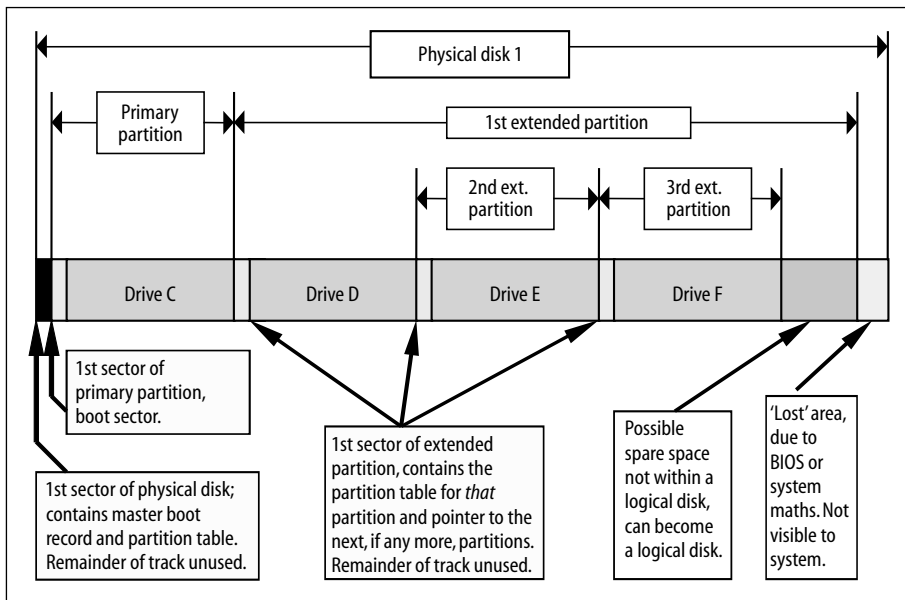 Physical disk 1
Primary
partition
1st extended partition
2nd ext.
partition
3rd ext.
partition
Drive C
Drive D
Drive E
Drive F
1st sector of
primary partition,
boot sector.
1st sector of physical disk;
contains master boot
record and partition table.
Remainder of track unused.
1st sector of extended
partition, contains the
partition table for that
partition and pointer to the
next, if any more, partitions.
Remainder of track unused.
Possible
spare space
not within a
logical disk,
can become
a logical disk.
‘Lost’ area,
due to
BIOS or
system
maths. Not
visible to
system.